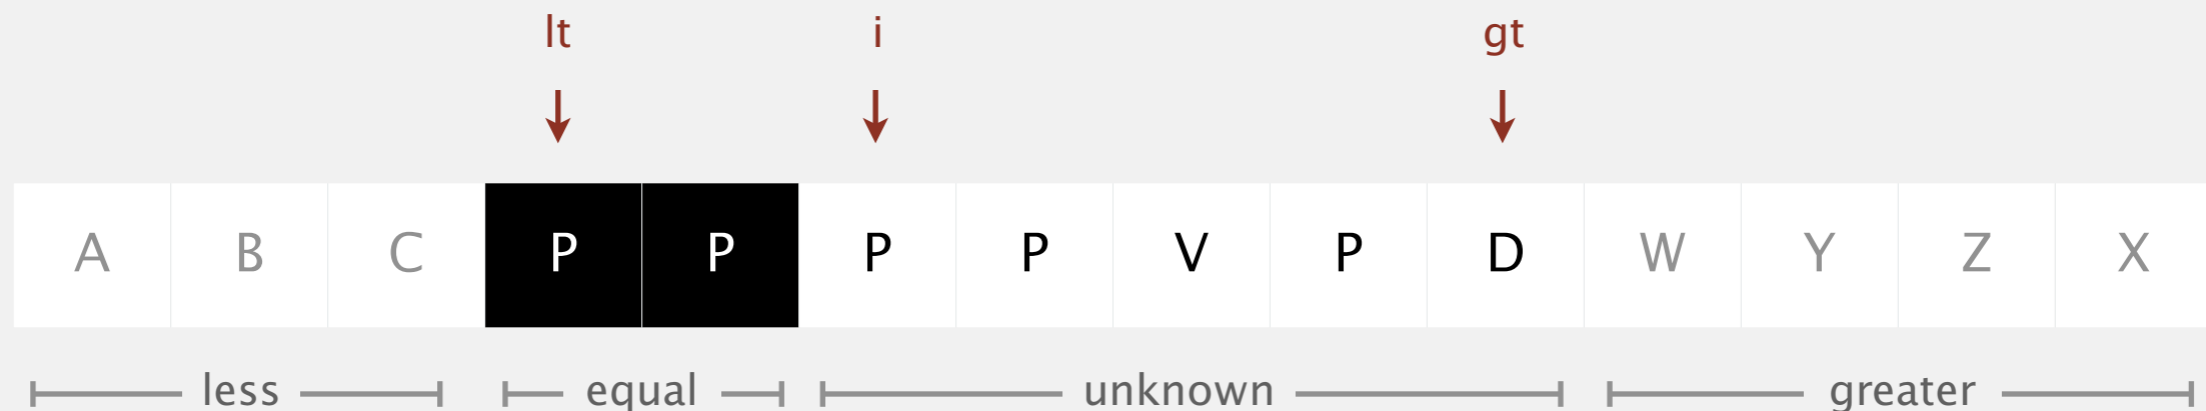 lt i gt
A B C P P P P V P D W Y Z X
less equal unknown greater